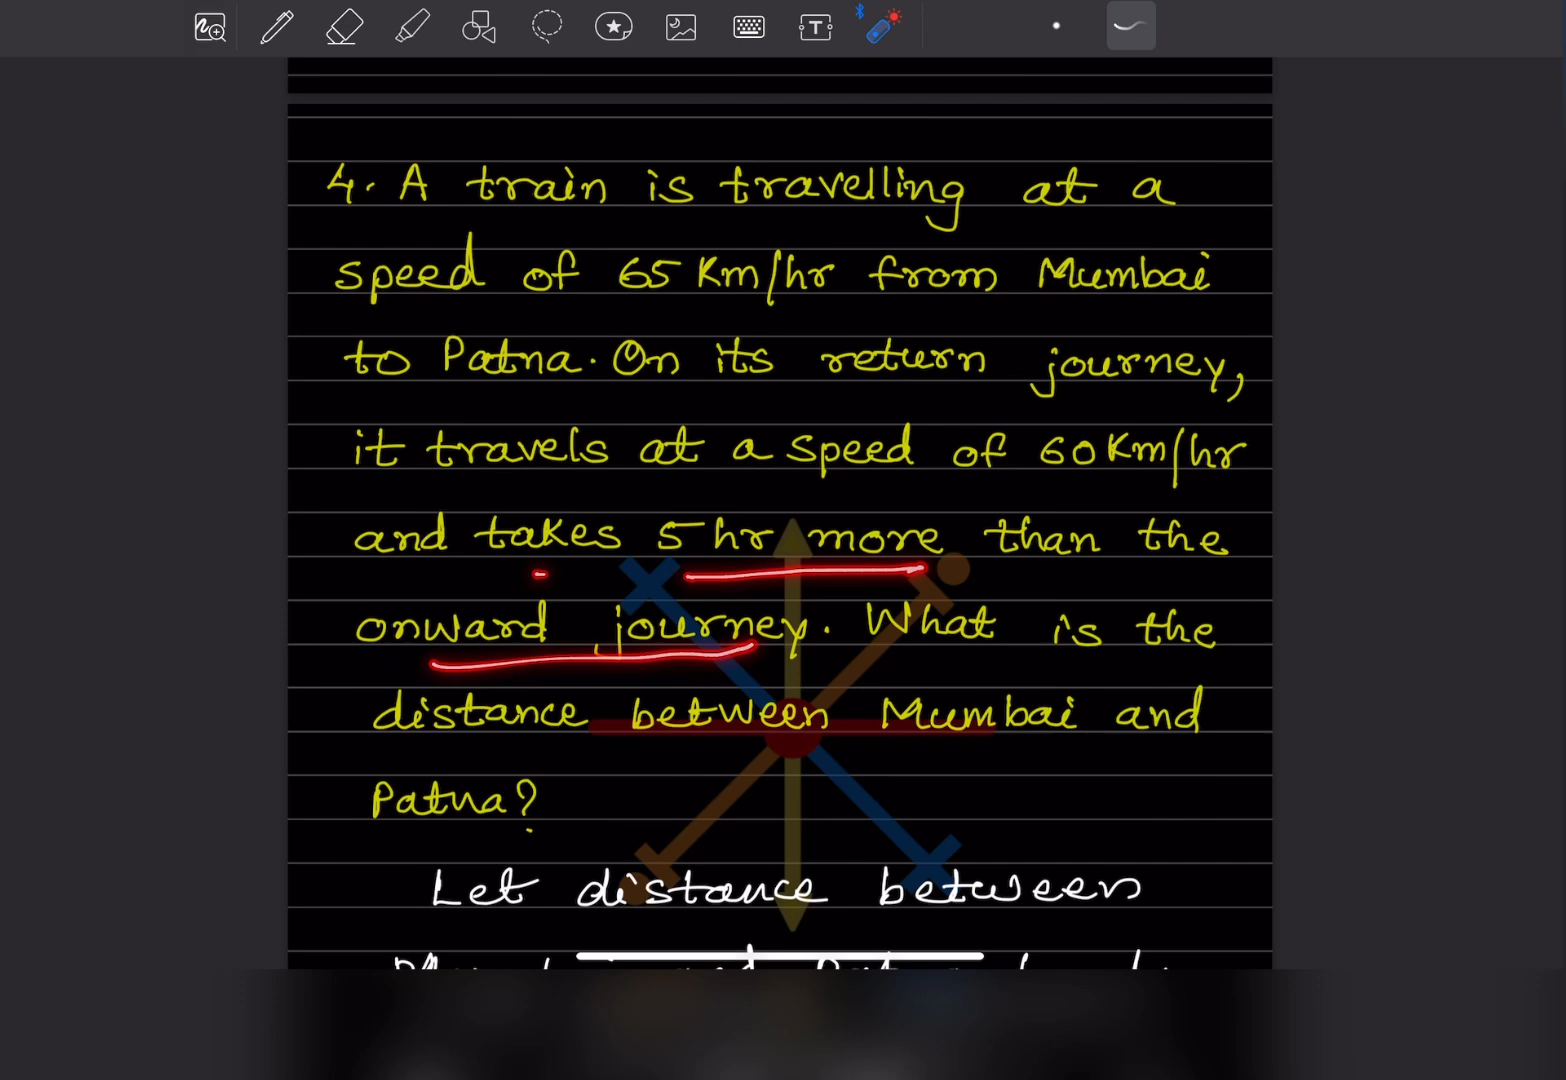 4. A train is travelling at a
speed of 65 Km/hr from Mumbai
to Patna. On its return journey,
it travels at a speed of 60 Km/hr
and takes 5 hr more than the
onward journey. What is the
distance between Mumbai and
Patna?
Let distance between